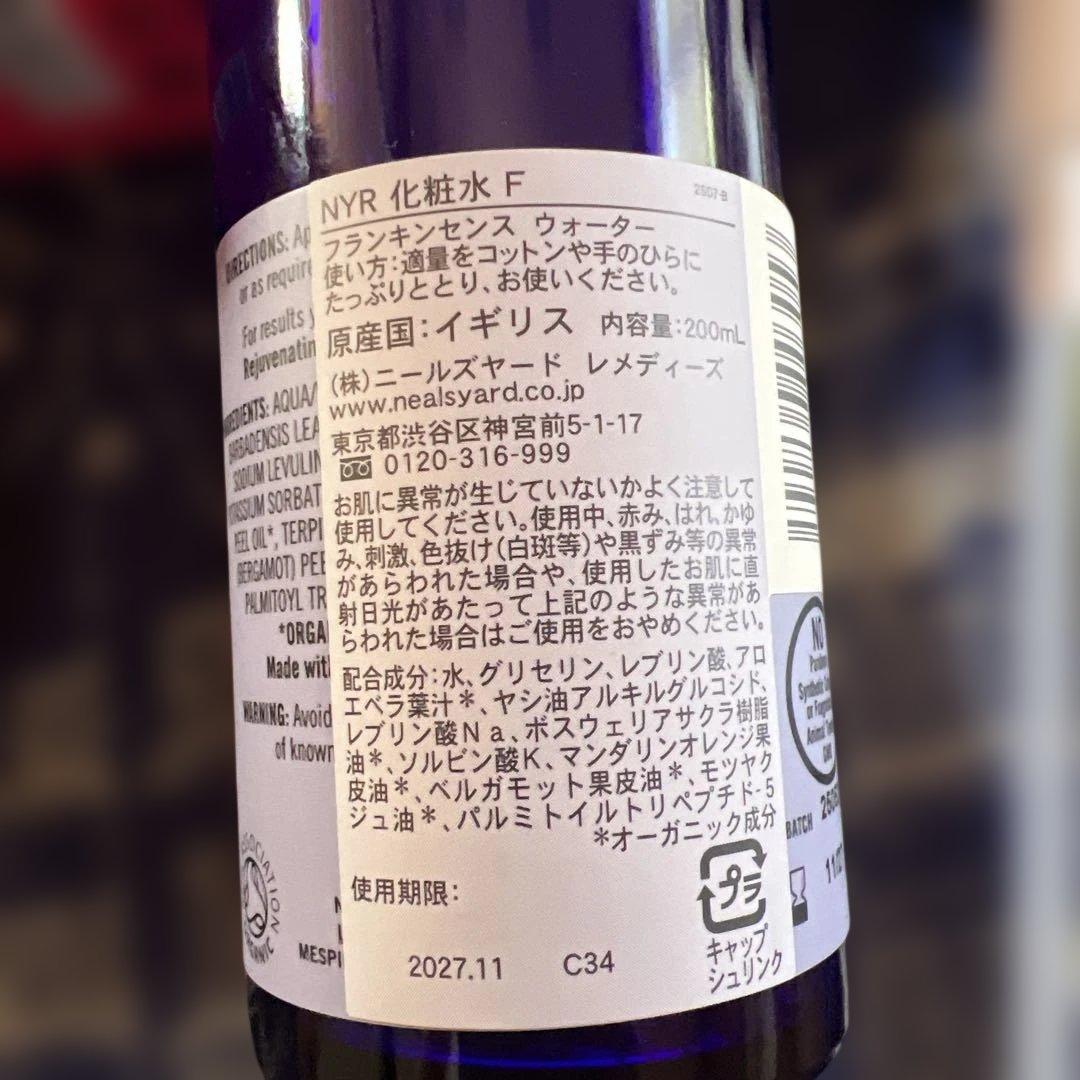 NYR 化粧水 F
2507-B
フランキンセンス ウォーター
使い方:適量をコットンや手のひらに
たっぷりととり、お使いください。
原産国:イギリス 内容量:200mL
(株)ニールズヤード レメディーズ
www.nealsyard.co.jp
東京都渋谷区神宮前5-1-17
0120-316-999
お肌に異常が生じていないかよく注意して
使用してください。使用中、赤み、はれ、かゆ
み、刺激、色抜け(白斑等)や黒ずみ等の異常
があらわれた場合や、使用したお肌に直
射日光があたって上記のような異常があ
らわれた場合はご使用をおやめください。
配合成分:水、グリセリン、レブリン酸、アロ
エベラ葉汁*、ヤシ油アルキルグルコシド、
レブリン酸Na、ボスウェリアサクラ樹脂
油*、ソルビン酸K、マンダリンオレンジ果
皮油*、ベルガモット果皮油*、モツヤク
ジュ油*、パルミトイルトリペプチド-5
*オーガニック成分
使用期限:
2027.11 C34
プラ
キャップ
シュリンク
DIRECTIONS:
or as require
For results
Rejuvenatin
INGREDIENTS: AQUA/
BARBADENSIS LEA
SODIUM LEVULIN
POTASSIUM SORBAT
PEEL OIL*, TERPI
(BERGAMOT) PEE
PALMITOYL TR
*ORGA
Made wit
WARNING: Avoid
of known
ASSOCIATION
ORGANIC
MESPI
NO
Synthetic
or Fragra
Animal
BATCH
11/2